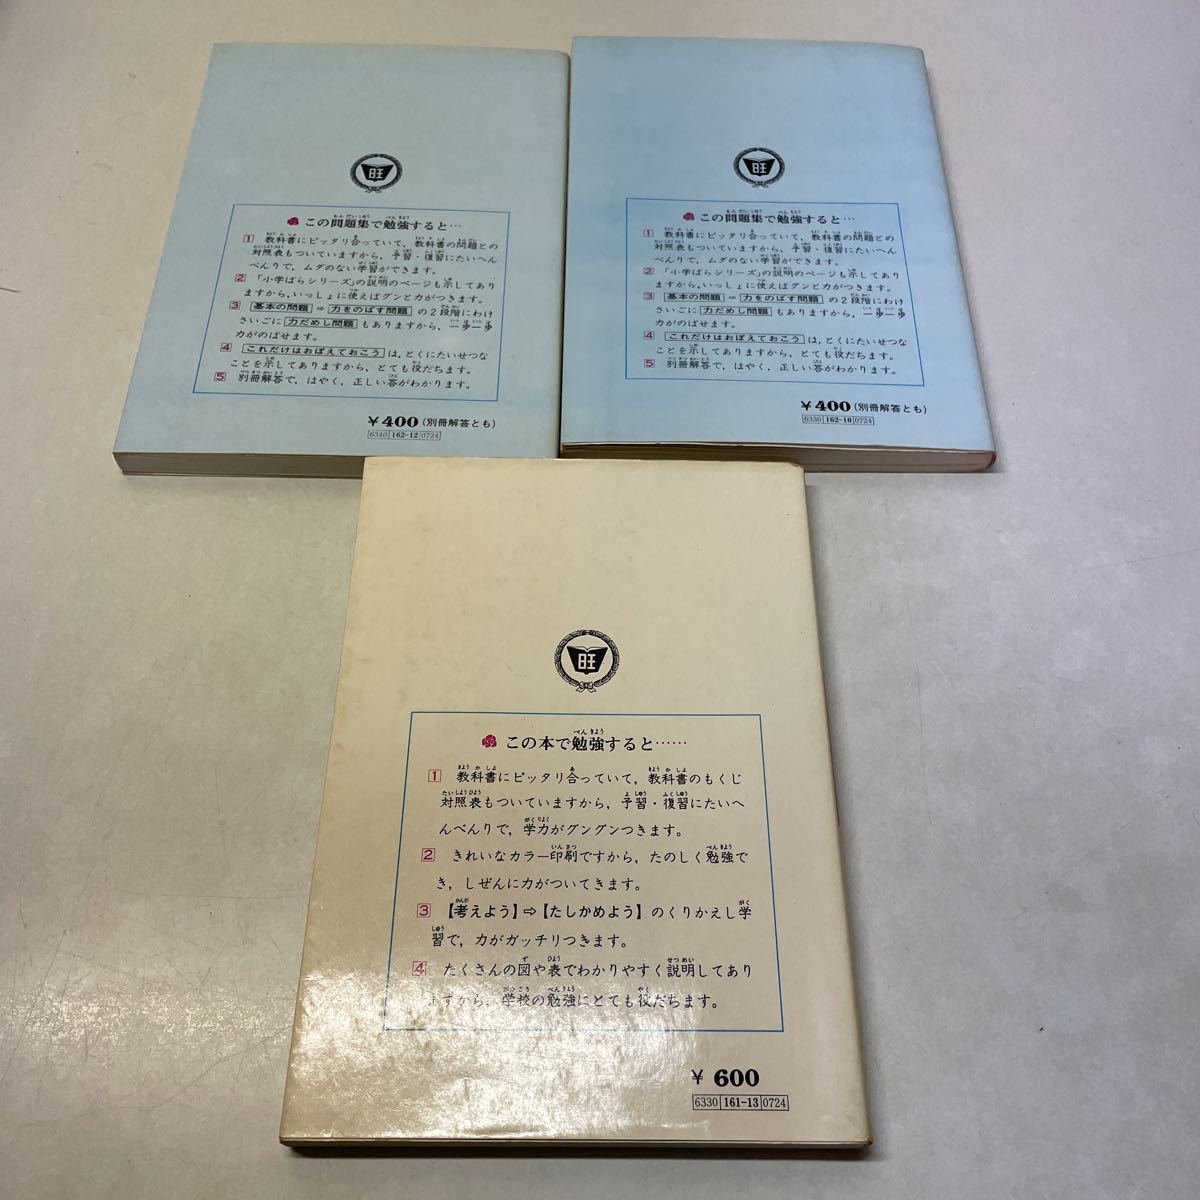 旺
この問題集で勉強すると…
1 教科書にピッタリ合っていて，教科書の問題との
対照表もついていますから，予習・復習にたいへん
べんりで，ムダのない学習ができます。
2 「小学ばらシリーズ」の説明のページも示してあり
ますから，いっしょに使えばグンと力がつきます。
3 基本の問題 ⇨ 力をのばす問題 の2段階にわけ
さいごに 力だめし問題 もありますから，一歩一歩
力がのばせます。
4 これだけはおぼえておこう は，とくにたいせつな
ことを示してありますから，とても役だちます。
5 別冊解答で，はやく，正しい答がわかります。
￥400（別冊解答とも）
6340 162-12 0724
旺
この問題集で勉強すると…
1 教科書にピッタリ合っていて，教科書の問題との
対照表もついていますから，予習・復習にたいへん
べんりで，ムダのない学習ができます。
2 「小学ばらシリーズ」の説明のページも示してあり
ますから，いっしょに使えばグンと力がつきます。
3 基本の問題 ⇨ 力をのばす問題 の2段階にわけ
さいごに 力だめし問題 もありますから，一歩一歩
力がのばせます。
4 これだけはおぼえておこう は，とくにたいせつな
ことを示してありますから，とても役だちます。
5 別冊解答で，はやく，正しい答がわかります。
￥400（別冊解答とも）
6330 162-10 0724
旺
この本で勉強すると……
1 教科書にピッタリ合っていて，教科書のもくじ
対照表もついていますから，予習・復習にたいへ
んべんりで，学力がグングンつきます。
2 きれいなカラー印刷ですから，たのしく勉強で
き，しぜんに力がついてきます。
3 【考えよう】⇨【たしかめよう】のくりかえし学
習で，力がガッチリつきます。
4 たくさんの図や表でわかりやすく説明してあり
ますから，学校の勉強にとても役だちます。
￥600
6330 161-13 0724